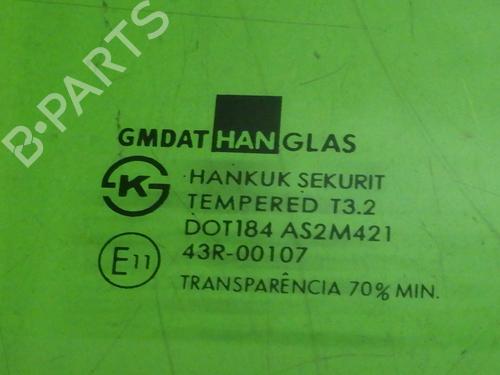 B-PARTS
GMDAT HAN GLAS
K
HANKUK SEKURIT
TEMPERED T3.2
DOT184 AS2M421
43R-00107
E11
TRANSPARÊNCIA 70% MIN.